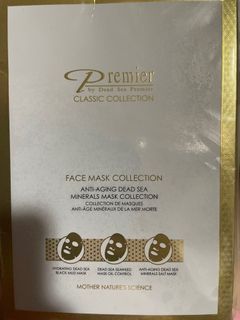 Premier
by Dead Sea Premier
CLASSIC COLLECTION
FACE MASK COLLECTION
ANTI-AGING DEAD SEA
MINERALS MASK COLLECTION
COLLECTION DE MASQUES
ANTI-ÂGE MINÉRAUX DE LA MER MORTE
HYDRATING DEAD SEA
BLACK MUD MASK
DEAD SEA SEAWEED
MASK OIL CONTROL
ANTI-AGING DEAD SEA
MINERALS SALT MASK
MOTHER NATURE'S SCIENCE